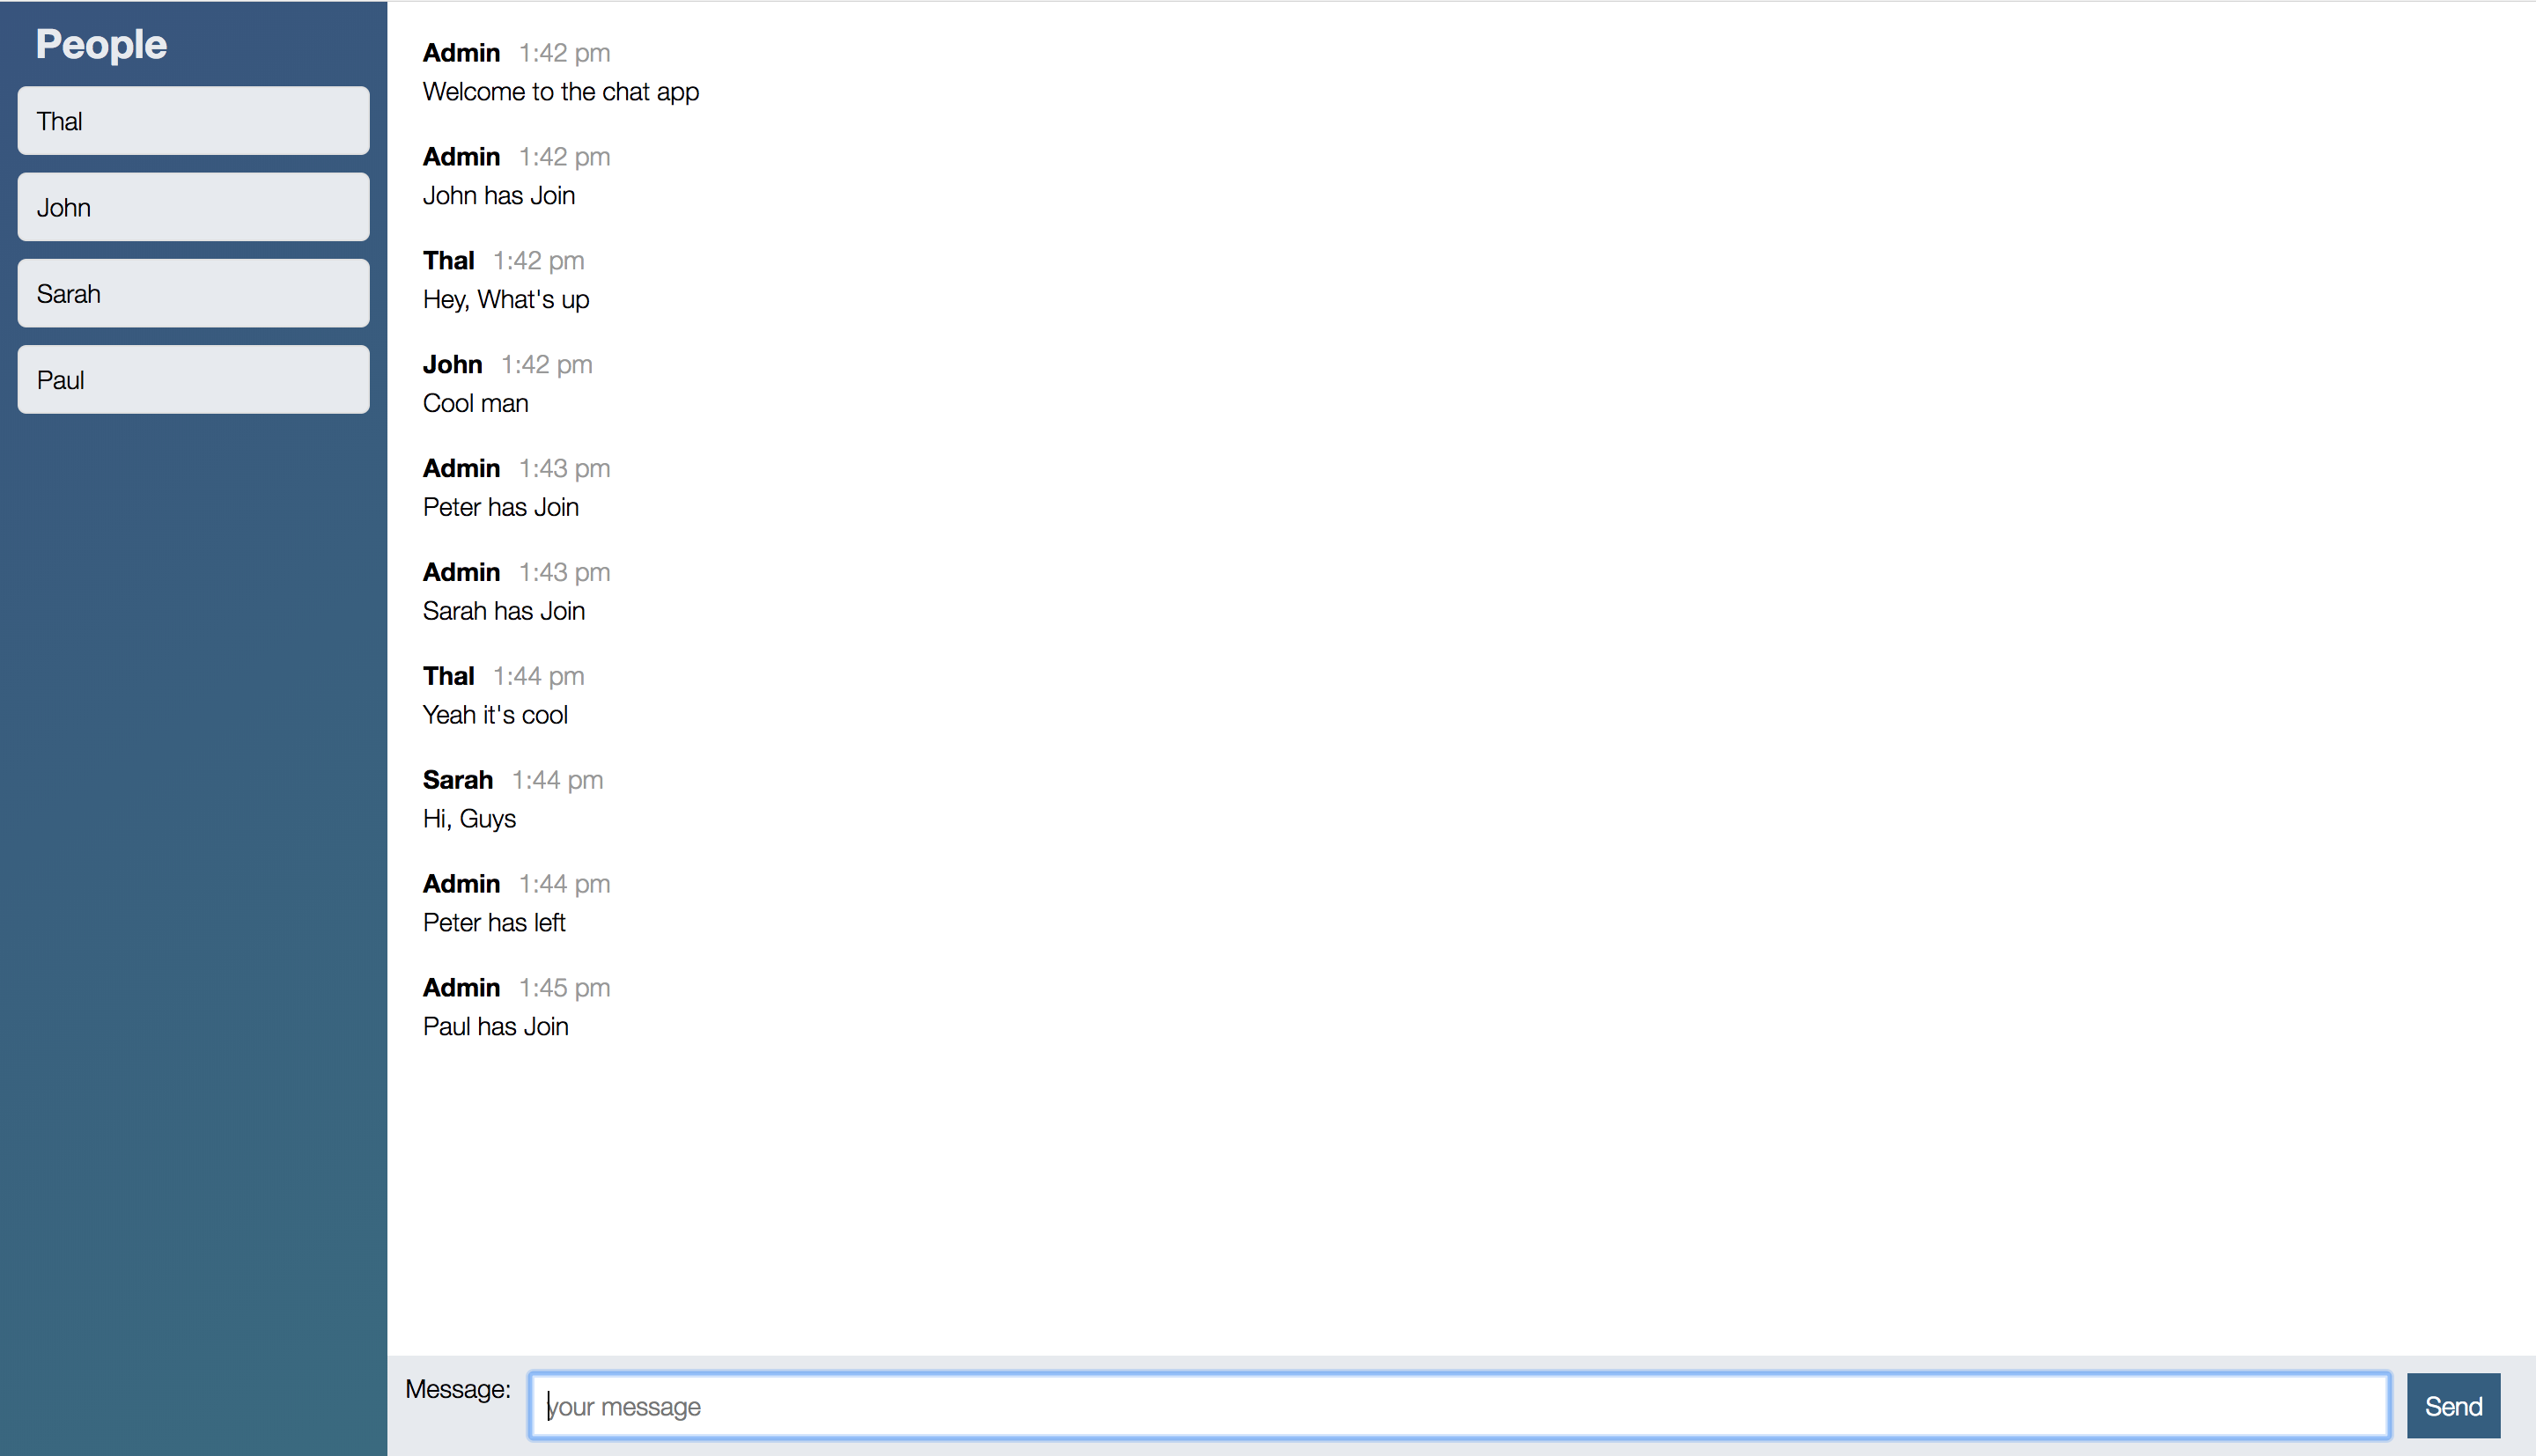 People
Thal
John
Sarah
Paul
Admin 1:42 pm
Welcome to the chat app
Admin 1:42 pm
John has Join
Thal 1:42 pm
Hey, What's up
John 1:42 pm
Cool man
Admin 1:43 pm
Peter has Join
Admin 1:43 pm
Sarah has Join
Thal 1:44 pm
Yeah it's cool
Sarah 1:44 pm
Hi, Guys
Admin 1:44 pm
Peter has left
Admin 1:45 pm
Paul has Join
Message: your message Send